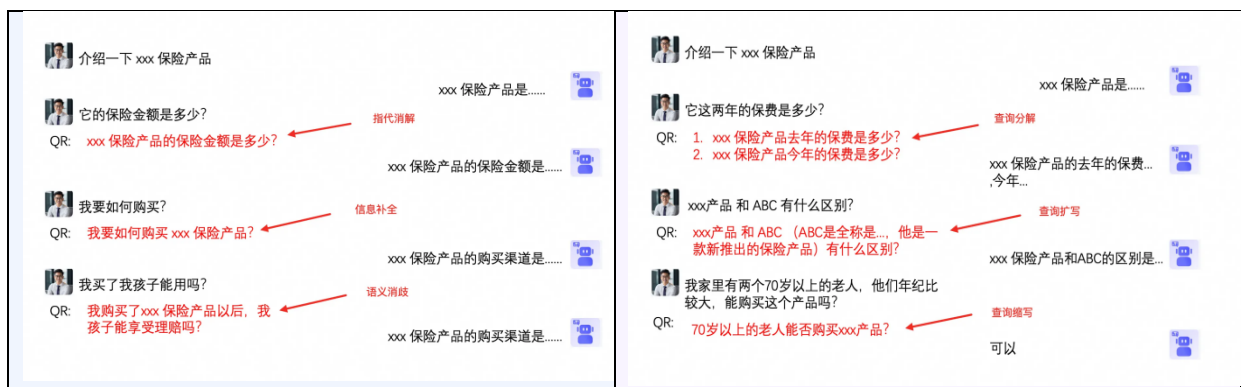 介绍一下 xxx 保险产品
xxx 保险产品是......
它的保险金额是多少?
QR: xxx 保险产品的保险金额是多少?
指代消解
xxx 保险产品的保险金额是......
我要如何购买?
QR: 我要如何购买 xxx 保险产品?
信息补全
xxx 保险产品的购买渠道是......
我买了我孩子能用吗?
QR: 我购买了xxx 保险产品以后，我
孩子能享受理赔吗?
语义消歧
xxx 保险产品的购买渠道是......
介绍一下 xxx 保险产品
xxx 保险产品是......
它这两年的保费是多少?
QR: 1. xxx 保险产品去年的保费是多少?
2. xxx 保险产品今年的保费是多少?
查询分解
xxx 保险产品的去年的保费...
,今年...
xxx产品 和 ABC 有什么区别?
QR: xxx产品 和 ABC （ABC是全称是...，他是一
款新推出的保险产品）有什么区别?
查询扩写
xxx 保险产品和ABC的区别是...
我家里有两个70岁以上的老人，他们年纪比
较大，能购买这个产品吗?
QR: 70岁以上的老人能否购买xxx产品?
查询缩写
可以